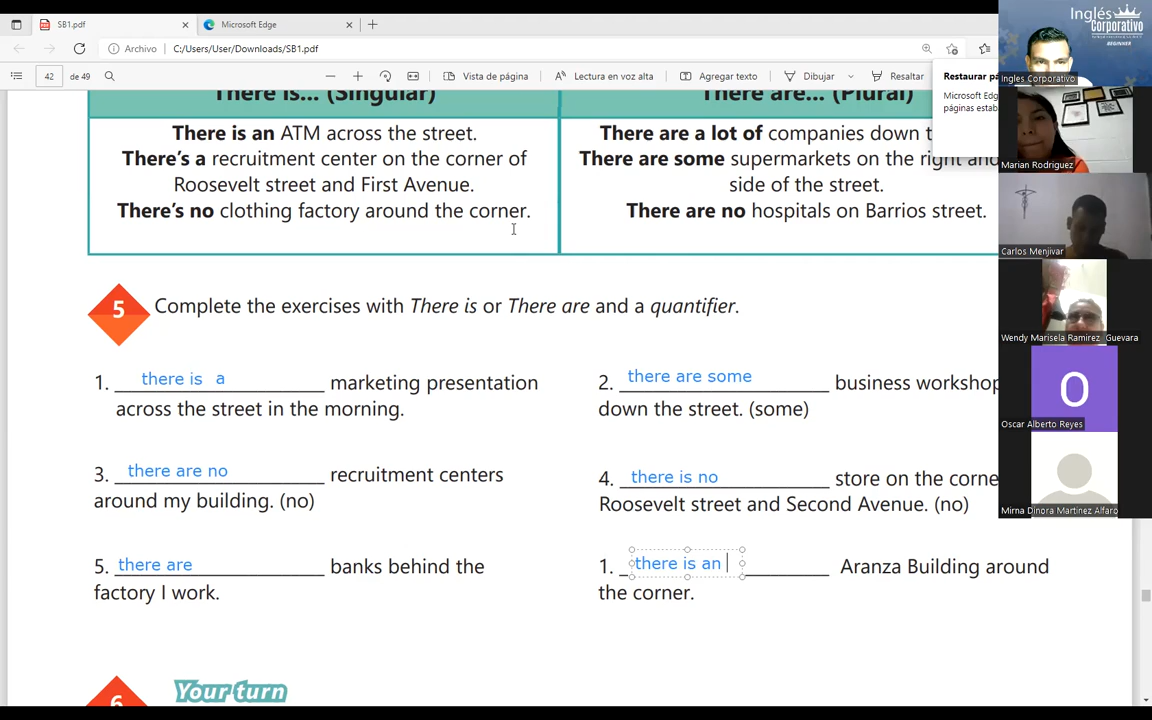 SB1.pdf
Microsoft Edge
Archivo
C:/Users/User/Downloads/SB1.pdf
42 de 49
Vista de página
Lectura en voz alta
Agregar texto
Dibujar
Resaltar
Restaurar
Microsoft Edg
páginas estab
Inglés
Corporativo
BEGINNER
Ingles Corporativo
Marian Rodriguez
Carlos Menjivar
Wendy Marisela Ramirez Guevara
O
Oscar Alberto Reyes
Mirna Dinora Martinez Alfaro
There is... (Singular)
There are... (Plural)
There is an ATM across the street.
There's a recruitment center on the corner of
Roosevelt street and First Avenue.
There's no clothing factory around the corner.
There are a lot of companies down t
There are some supermarkets on the right and
side of the street.
There are no hospitals on Barrios street.
5 Complete the exercises with There is or There are and a quantifier.
1. there is a marketing presentation
across the street in the morning.
2. there are some business workshop
down the street. (some)
3. there are no recruitment centers
around my building. (no)
4. there is no store on the corne
Roosevelt street and Second Avenue. (no)
5. there are banks behind the
factory I work.
1. there is an Aranza Building around
the corner.
6 Your turn